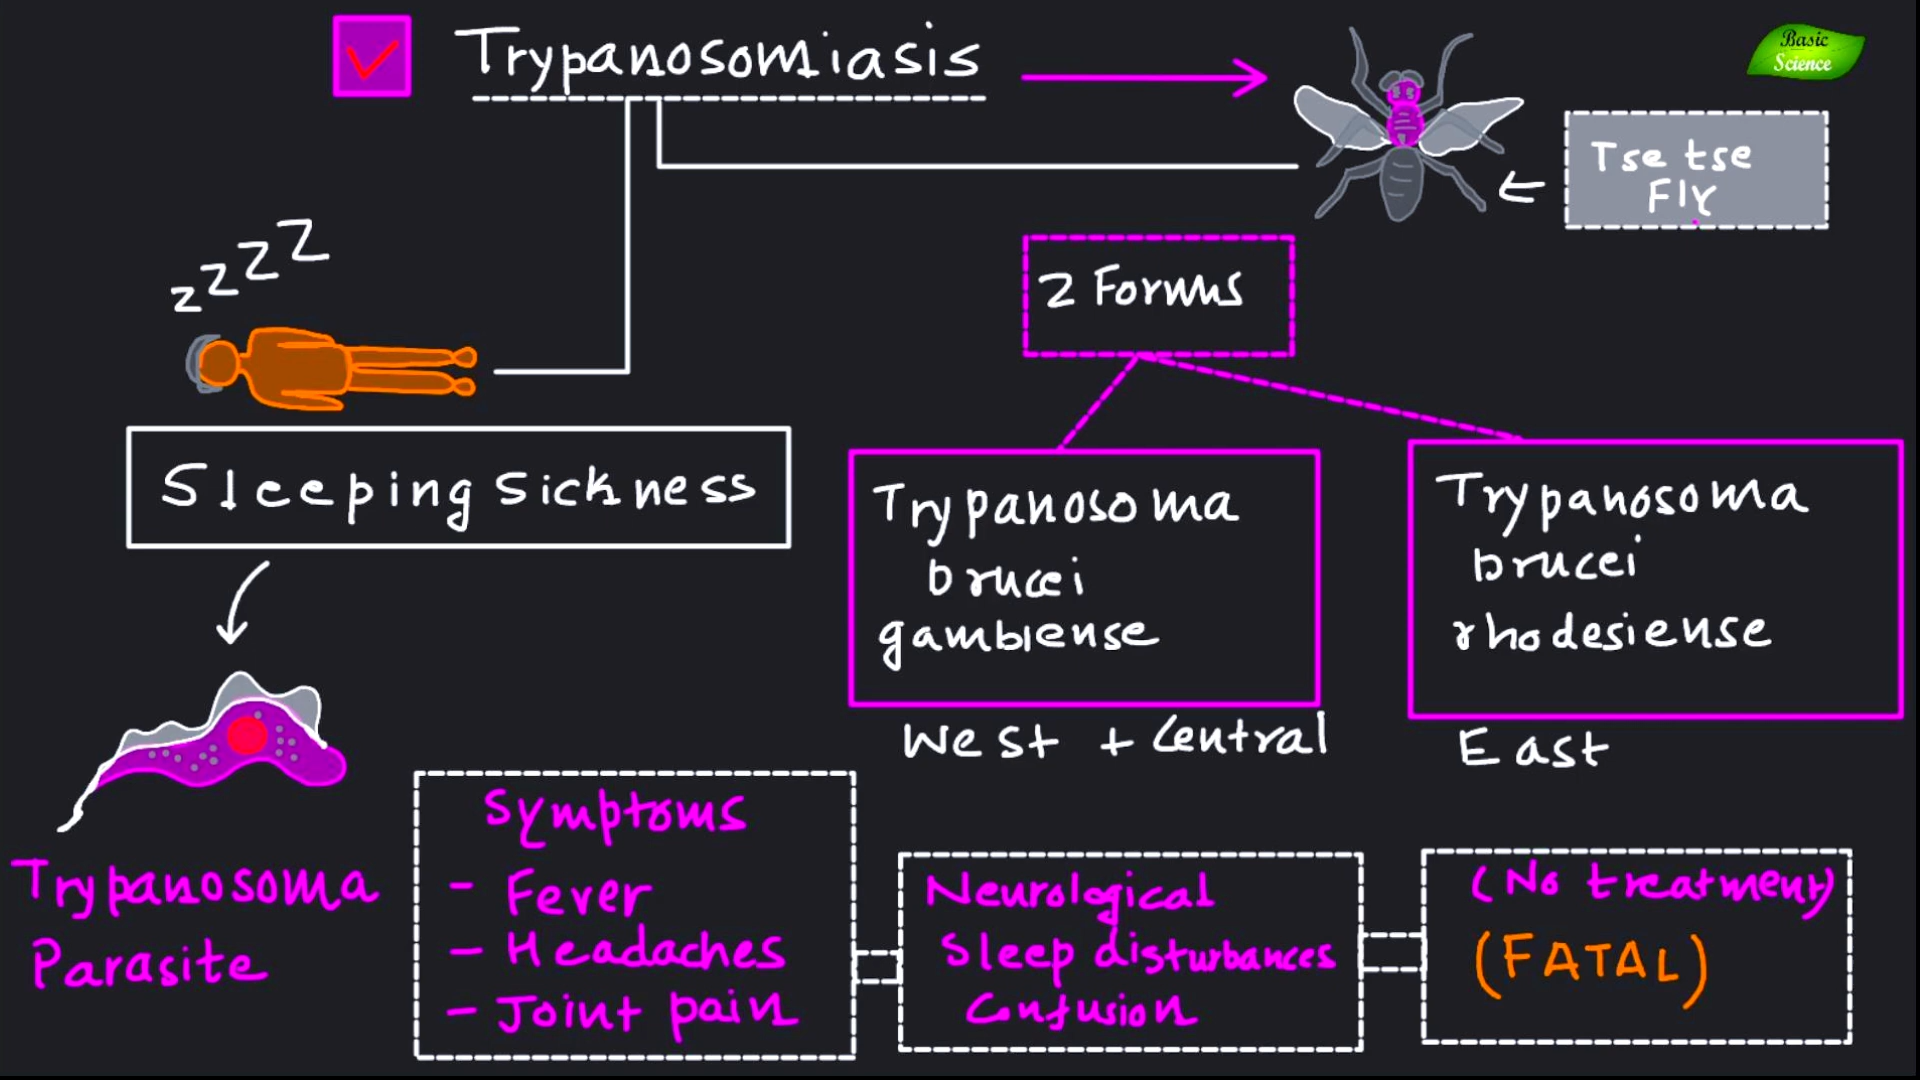 Trypanosomiasis
Basic
Science
Tse tse
Fly
zzzz
2 Forms
Sleeping sickness
Trypanosoma
brucei
gambiense
Trypanosoma
brucei
rhodesiense
West + Central
East
Trypanosoma
Parasite
Symptoms
- Fever
- Headaches
- Joint pain
Neurological
Sleep disturbances
Confusion
(No treatment)
(FATAL)